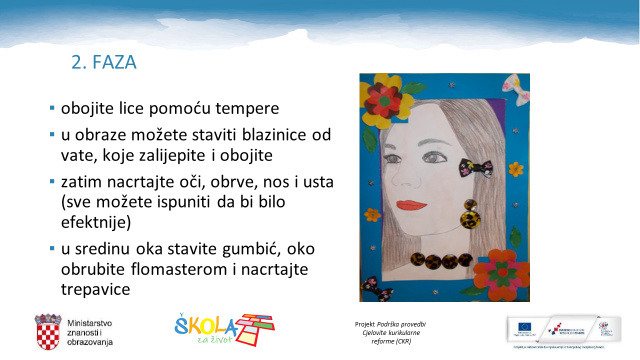 2. FAZA
▪ obojite lice pomoću tempere
▪ u obraze možete staviti blazinice od
vate, koje zalijepite i obojite
▪ zatim nacrtajte oči, obrve, nos i usta
(sve možete ispuniti da bi bilo
efektnije)
▪ u sredinu oka stavite gumbić, oko
obrubite flomasterom i nacrtajte
trepavice
Ministarstvo
znanosti i
obrazovanja
ŠKOLA
za život
Projekt Podrška provedbi
Cjelovite kurikularne
reforme (CKR)